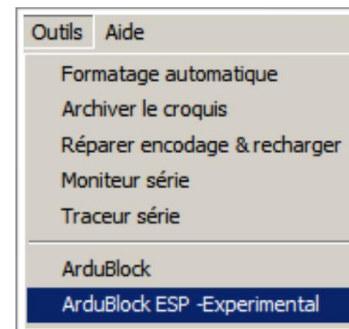 Outils Aide
Formatage automatique
Archiver le croquis
Réparer encodage & recharger
Moniteur série
Traceur série
ArduBlock
ArduBlock ESP -Experimental